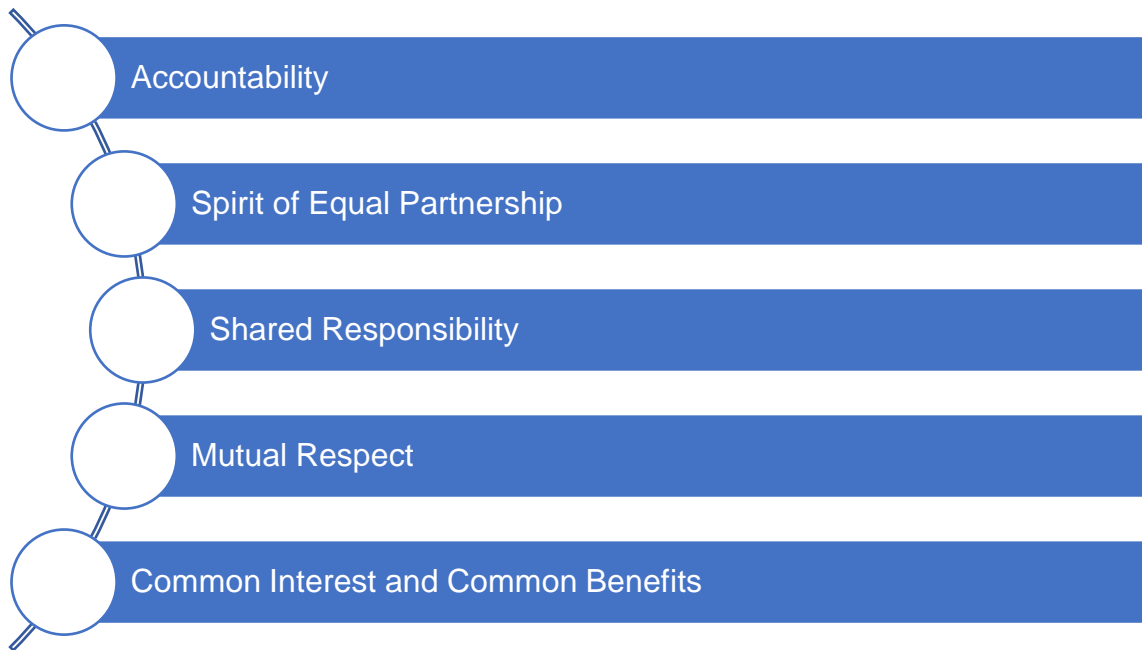 Accountability
Spirit of Equal Partnership
Shared Responsibility
Mutual Respect
Common Interest and Common Benefits